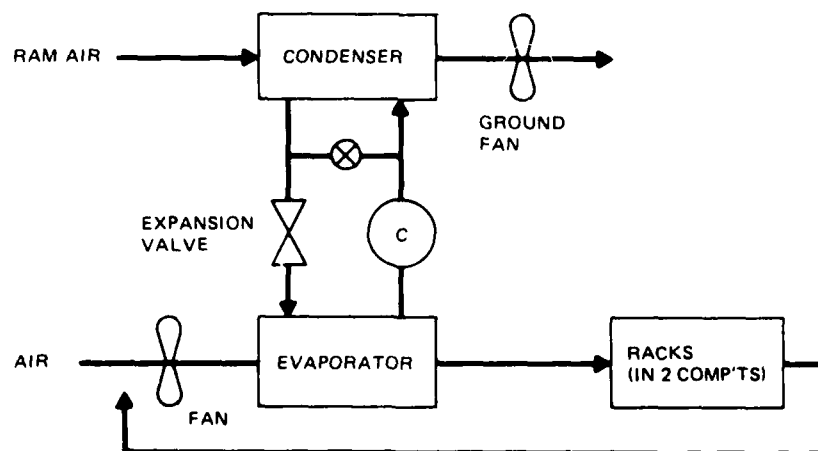 RAM AIR
CONDENSER
GROUND
FAN
EXPANSION
VALVE
C
AIR
FAN
EVAPORATOR
RACKS
(IN 2 COMP'TS)